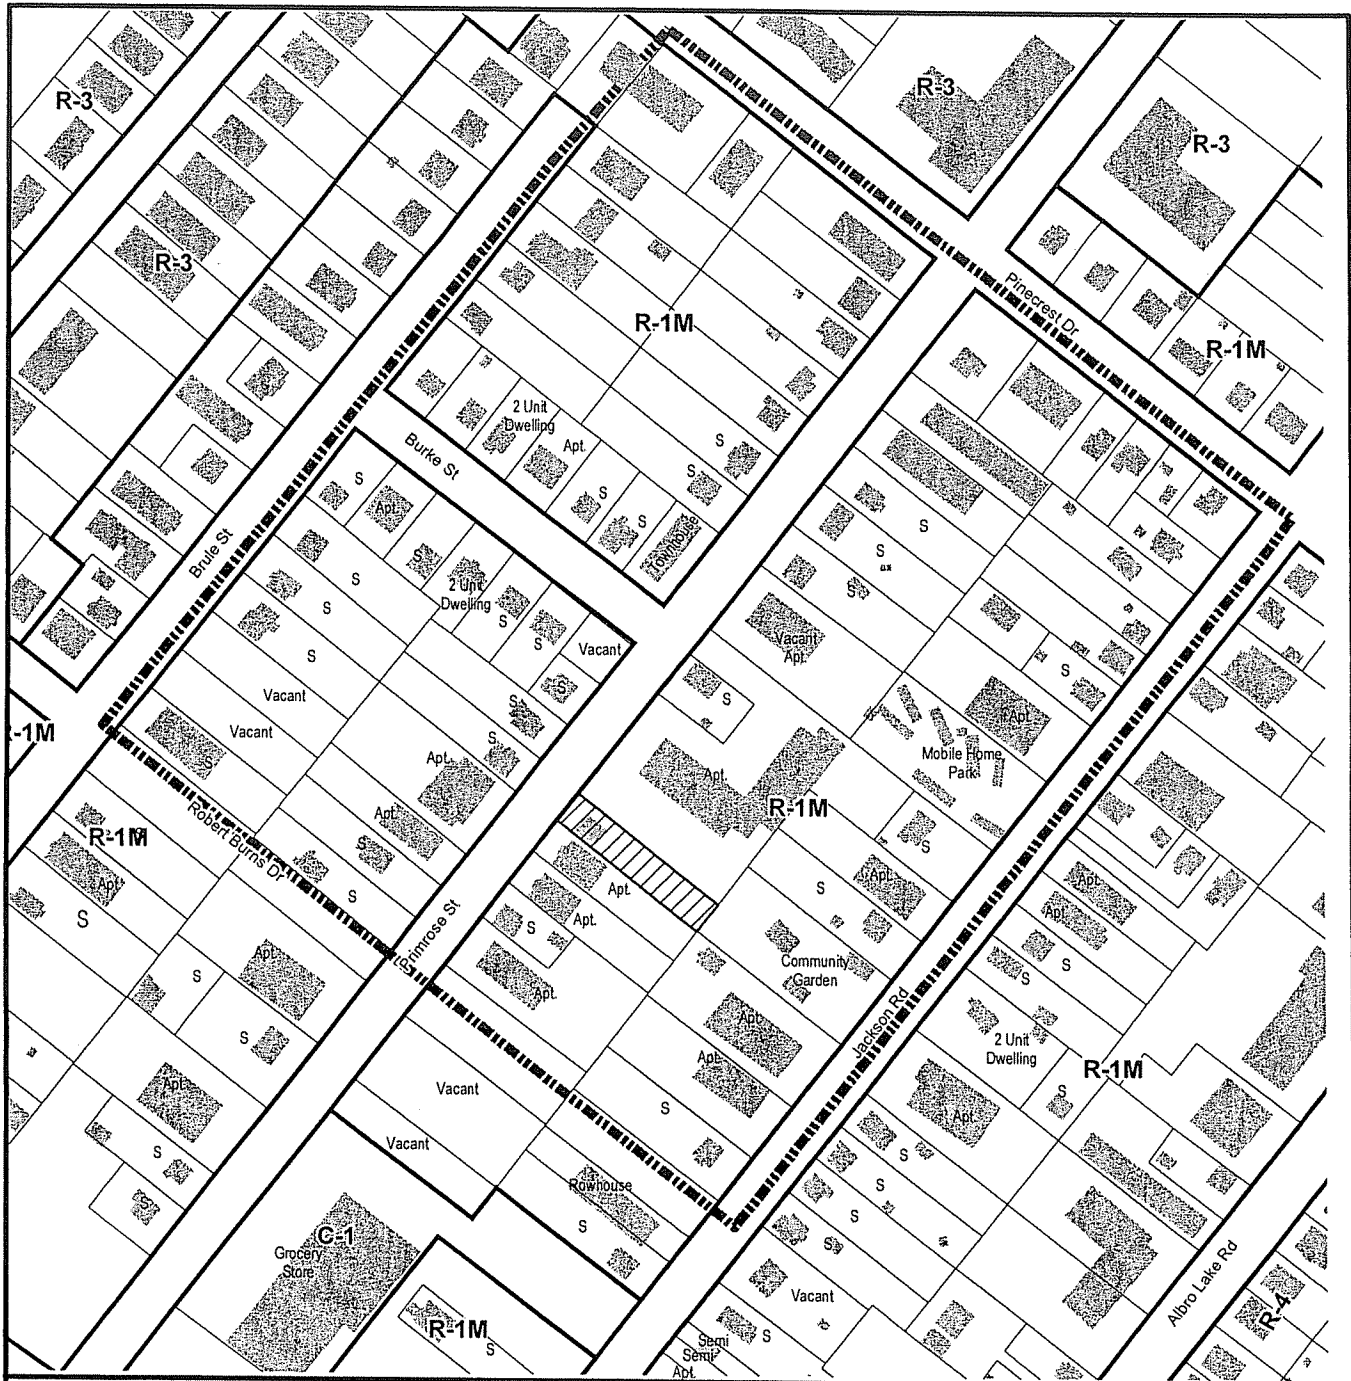 R-3
R-3
R-3
R-3
Pinecrest Dr
R-1M
R-1M
2 Unit
Dwelling
Apt.
S
S
Burke St
S
S
Townhouse
S
Apt.
S
S
S
S
Brule St
S
2 Unit
Dwelling
S
S
S
S
Vacant
Vacant
Apt.
S
S
S
Vacant
S
S
Apt.
Vacant
S
S
R-1M
Mobile Home
Park
Apt.
Apt.
R-1M
Robert Burns Dr
R-1M
S
Apt.
S
Apt.
S
Apt.
S
Apt.
S
Apt.
Apt.
Apt.
S
Primrose St
S
Apt.
S
Community
Garden
S
S
Apt.
S
Apt.
Apt.
Apt.
Jackson Rd
2 Unit
Dwelling
R-1M
S
Vacant
Vacant
Apt.
S
S
Apt.
S
S
S
Rowhouse
S
S
S
C-1
Grocery
Store
R-1M
S
Vacant
Semi
Semi
Apt.
S
Albro Lake Rd
R-4